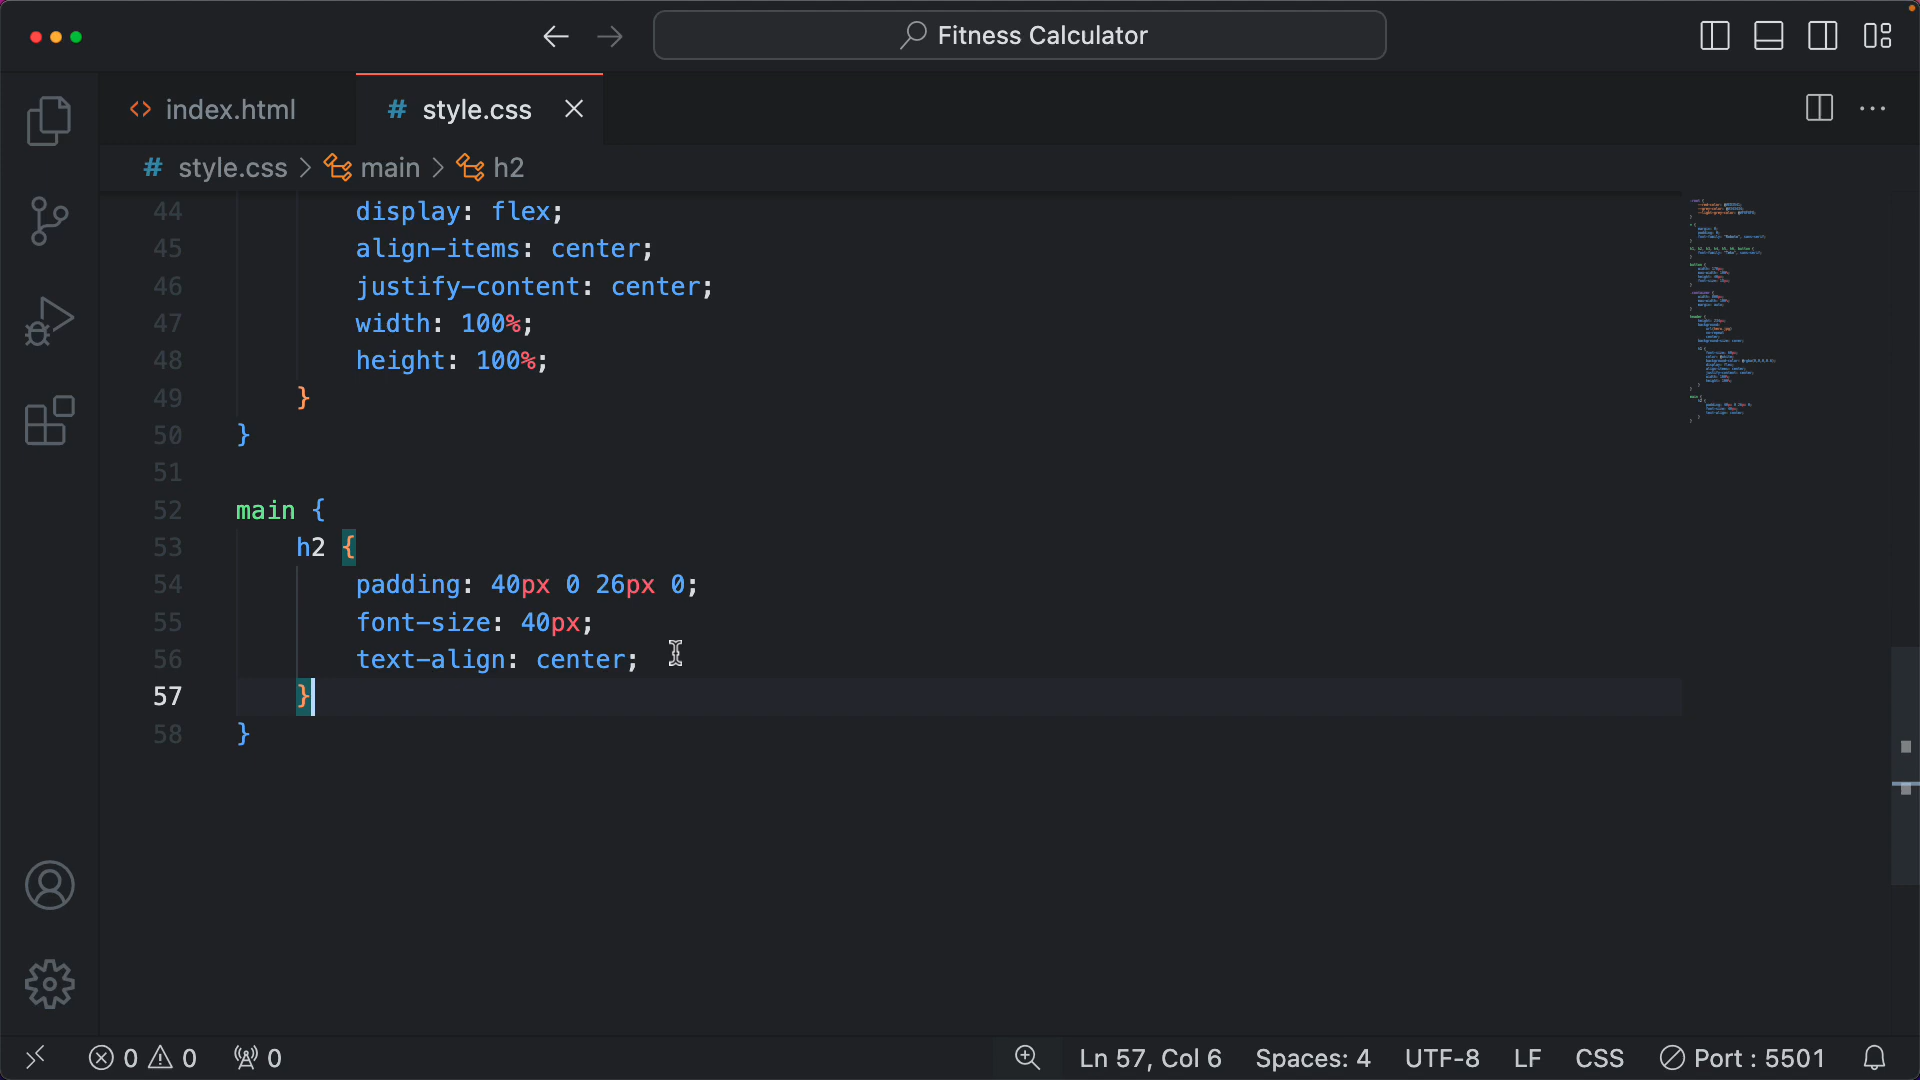 Fitness Calculator
<> index.html
# style.css
# style.css > main > h2
44 display: flex;
45 align-items: center;
46 justify-content: center;
47 width: 100%;
48 height: 100%;
49 }
50 }
51
52 main {
53 h2 {
54 padding: 40px 0 26px 0;
55 font-size: 40px;
56 text-align: center;
57 }
58 }
0 0 0 Ln 57, Col 6 Spaces: 4 UTF-8 LF CSS Port : 5501